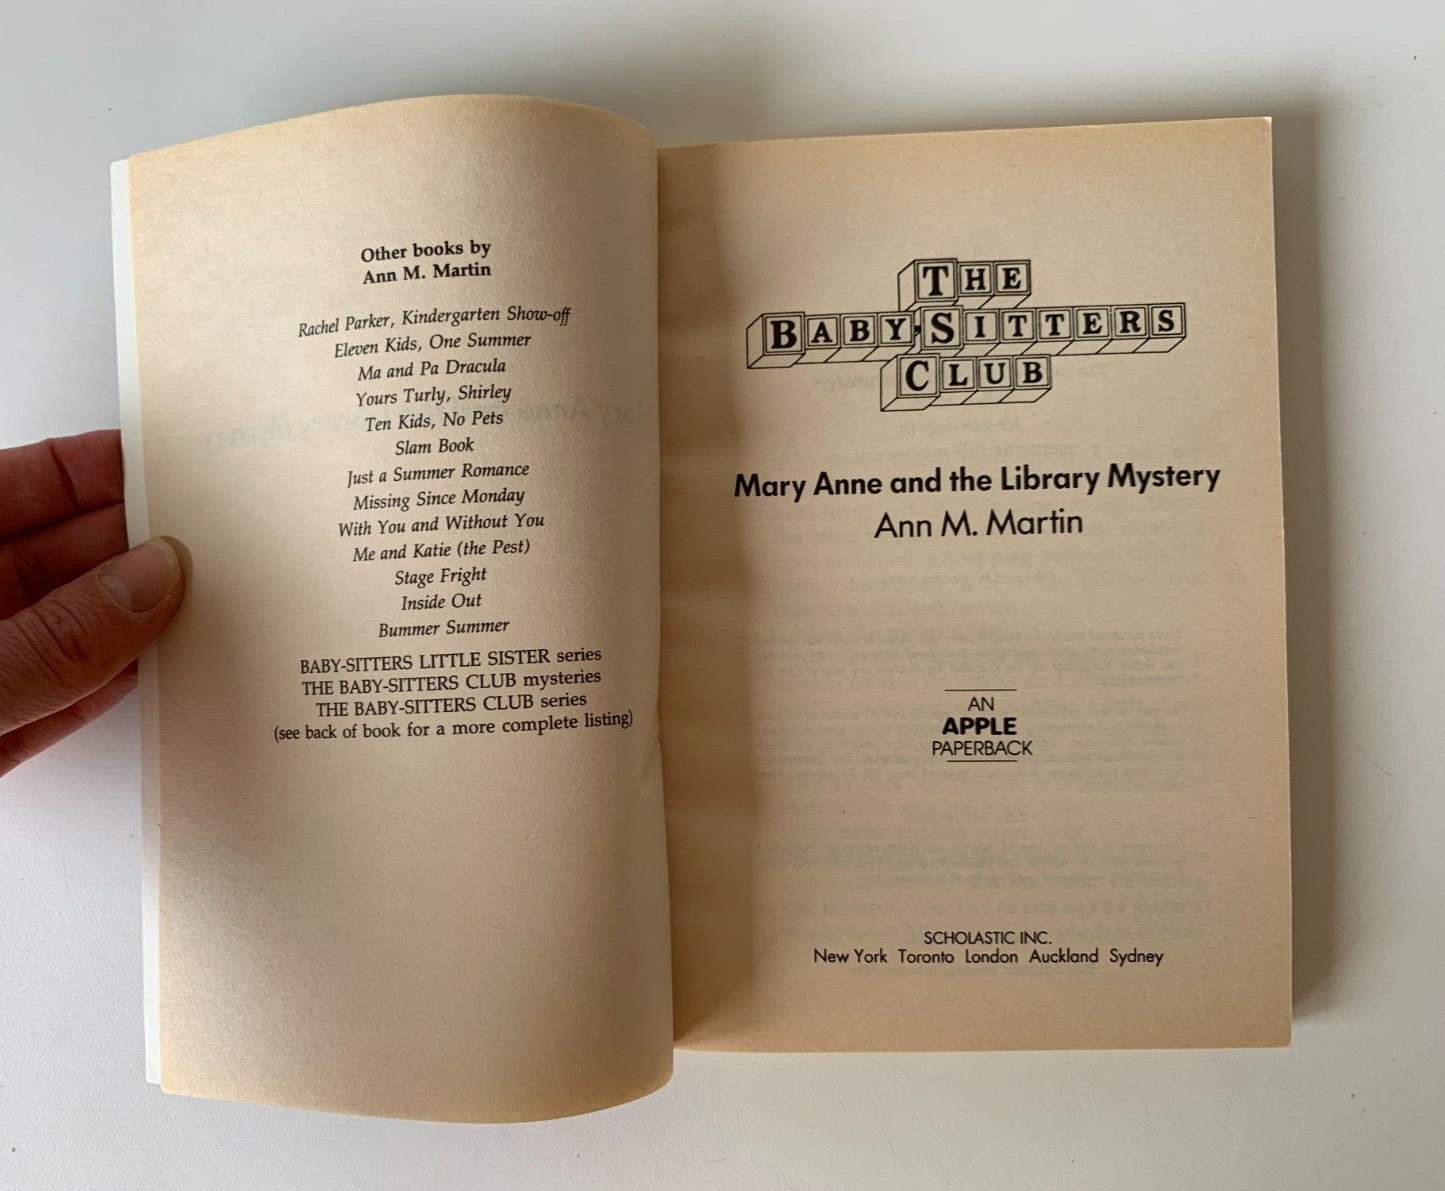 Other books by
Ann M. Martin
Rachel Parker, Kindergarten Show-off
Eleven Kids, One Summer
Ma and Pa Dracula
Yours Turly, Shirley
Ten Kids, No Pets
Slam Book
Just a Summer Romance
Missing Since Monday
With You and Without You
Me and Katie (the Pest)
Stage Fright
Inside Out
Bummer Summer
BABY-SITTERS LITTLE SISTER series
THE BABY-SITTERS CLUB mysteries
THE BABY-SITTERS CLUB series
(see back of book for a more complete listing)
THE
BABY-SITTERS
CLUB
Mary Anne and the Library Mystery
Ann M. Martin
AN
APPLE
PAPERBACK
SCHOLASTIC INC.
New York Toronto London Auckland Sydney